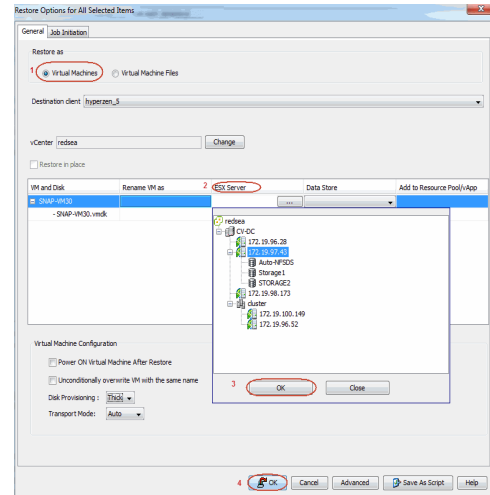 Restore Options for All Selected Items
General Job Initiation
Restore as
1 Virtual Machines Virtual Machine Files
Destination client hyperzen_5
vCenter redsea Change
Restore in place
VM and Disk Rename VM as 2 ESX Server Data Store Add to Resource Pool/vApp
SNAP-VM30 ...
- SNAP-VM30.vmdk
redsea
CV-DC
172.19.96.28
172.19.97.43
Auto-NFSDS
Storage1
STORAGE2
172.19.98.173
cluster
172.19.100.149
172.19.96.52
3 OK Close
Virtual Machine Configuration
Power ON Virtual Machine After Restore
Unconditionally overwrite VM with the same name
Disk Provisioning : Thick
Transport Mode: Auto
4 OK Cancel Advanced Save As Script Help